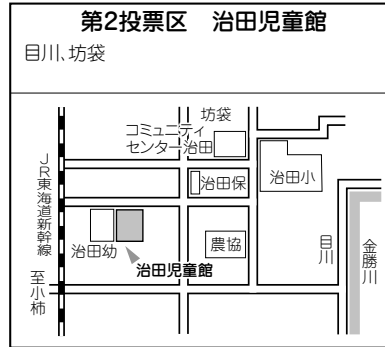 第2投票区　治田児童館
目川、坊袋
坊袋
コミュニティ
センター治田
治田保
治田小
JR東海道新幹線
至小柿
治田幼
治田児童館
農協
目川
金勝川